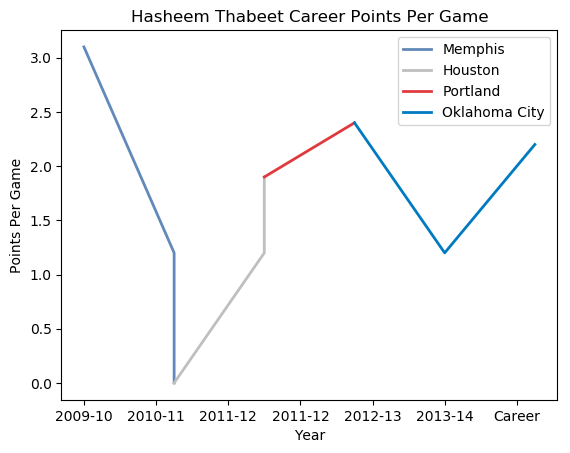 Hasheem Thabeet Career Points Per Game
Memphis
Houston
Portland
Oklahoma City
Points Per Game
3.0
2.5
2.0
1.5
1.0
0.5
0.0
2009-10 2010-11 2011-12 2011-12 2012-13 2013-14 Career
Year